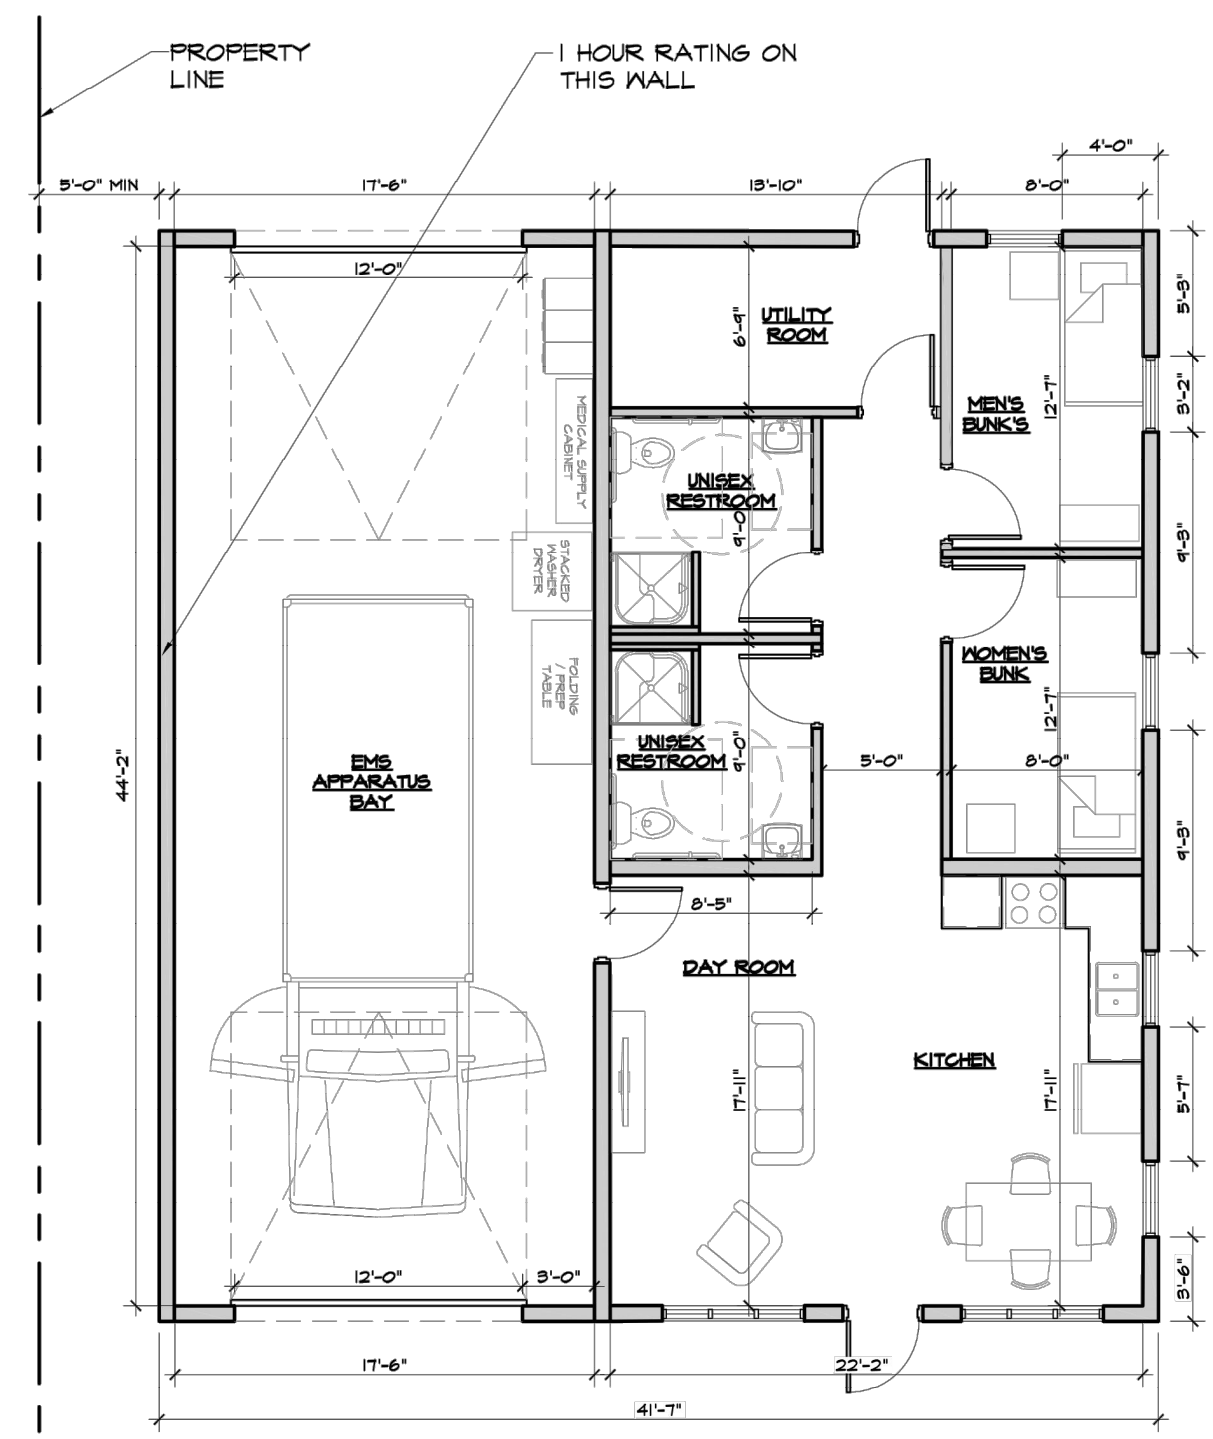 PROPERTY
LINE
1 HOUR RATING ON
THIS WALL
4'-0"
5'-0" MIN
17'-6"
13'-10"
8'-0"
12'-0"
5'-3"
6'-9"
UTILITY
ROOM
3'-2"
MEN'S
BUNK'S
12'-7"
MEDICAL SUPPLY
CABINET
UNISEX
RESTROOM
9'-0"
9'-3"
STACKED
WASHER
DRYER
WOMEN'S
BUNK
12'-7"
FOLDING
/ PREP
TABLE
UNISEX
RESTROOM
9'-0"
5'-0"
8'-0"
44'-2"
EMS
APPARATUS
BAY
9'-3"
8'-5"
DAY ROOM
KITCHEN
17'-11"
17'-11"
5'-7"
12'-0"
3'-0"
3'-6"
17'-6"
22'-2"
41'-7"